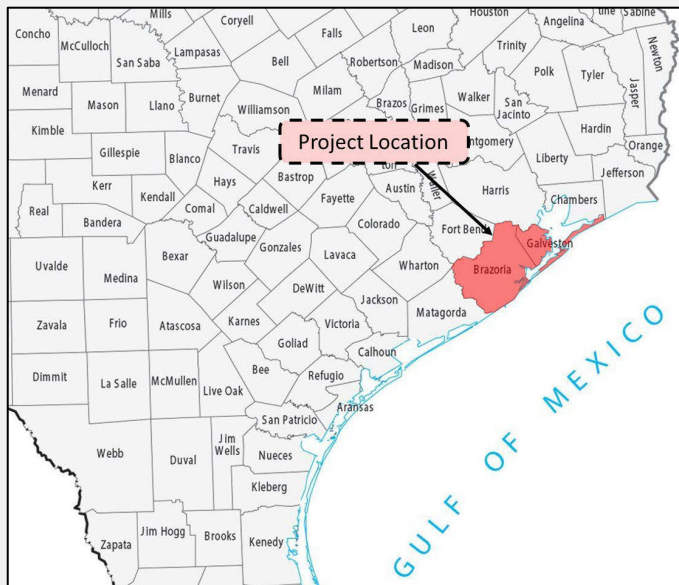 Mills
Coryell
Houston
Angelina
Sabine
Concho
McCulloch
San Saba
Lampasas
Bell
Falls
Robertson
Leon
Madison
Trinity
Polk
Tyler
Jasper
Newton
Menard
Mason
Llano
Burnet
Williamson
Milam
Brazos
Grimes
Walker
San
Jacinto
Hardin
Orange
Kimble
Gillespie
Blanco
Travis
Project Location
Liberty
Jefferson
Kerr
Kendall
Hays
Bastrop
Austin
Waller
Harris
Chambers
Real
Bandera
Comal
Caldwell
Fayette
Colorado
Fort Bend
Galveston
Uvalde
Medina
Bexar
Guadalupe
Gonzales
Lavaca
Wharton
Brazoria
Wilson
DeWitt
Jackson
Matagorda
Zavala
Frio
Atascosa
Karnes
Victoria
Goliad
Calhoun
Dimmit
La Salle
McMullen
Live Oak
Bee
Refugio
Aransas
San Patricio
Webb
Duval
Jim
Wells
Nueces
Kleberg
Zapata
Jim Hogg
Brooks
Kenedy
GULF OF MEXICO